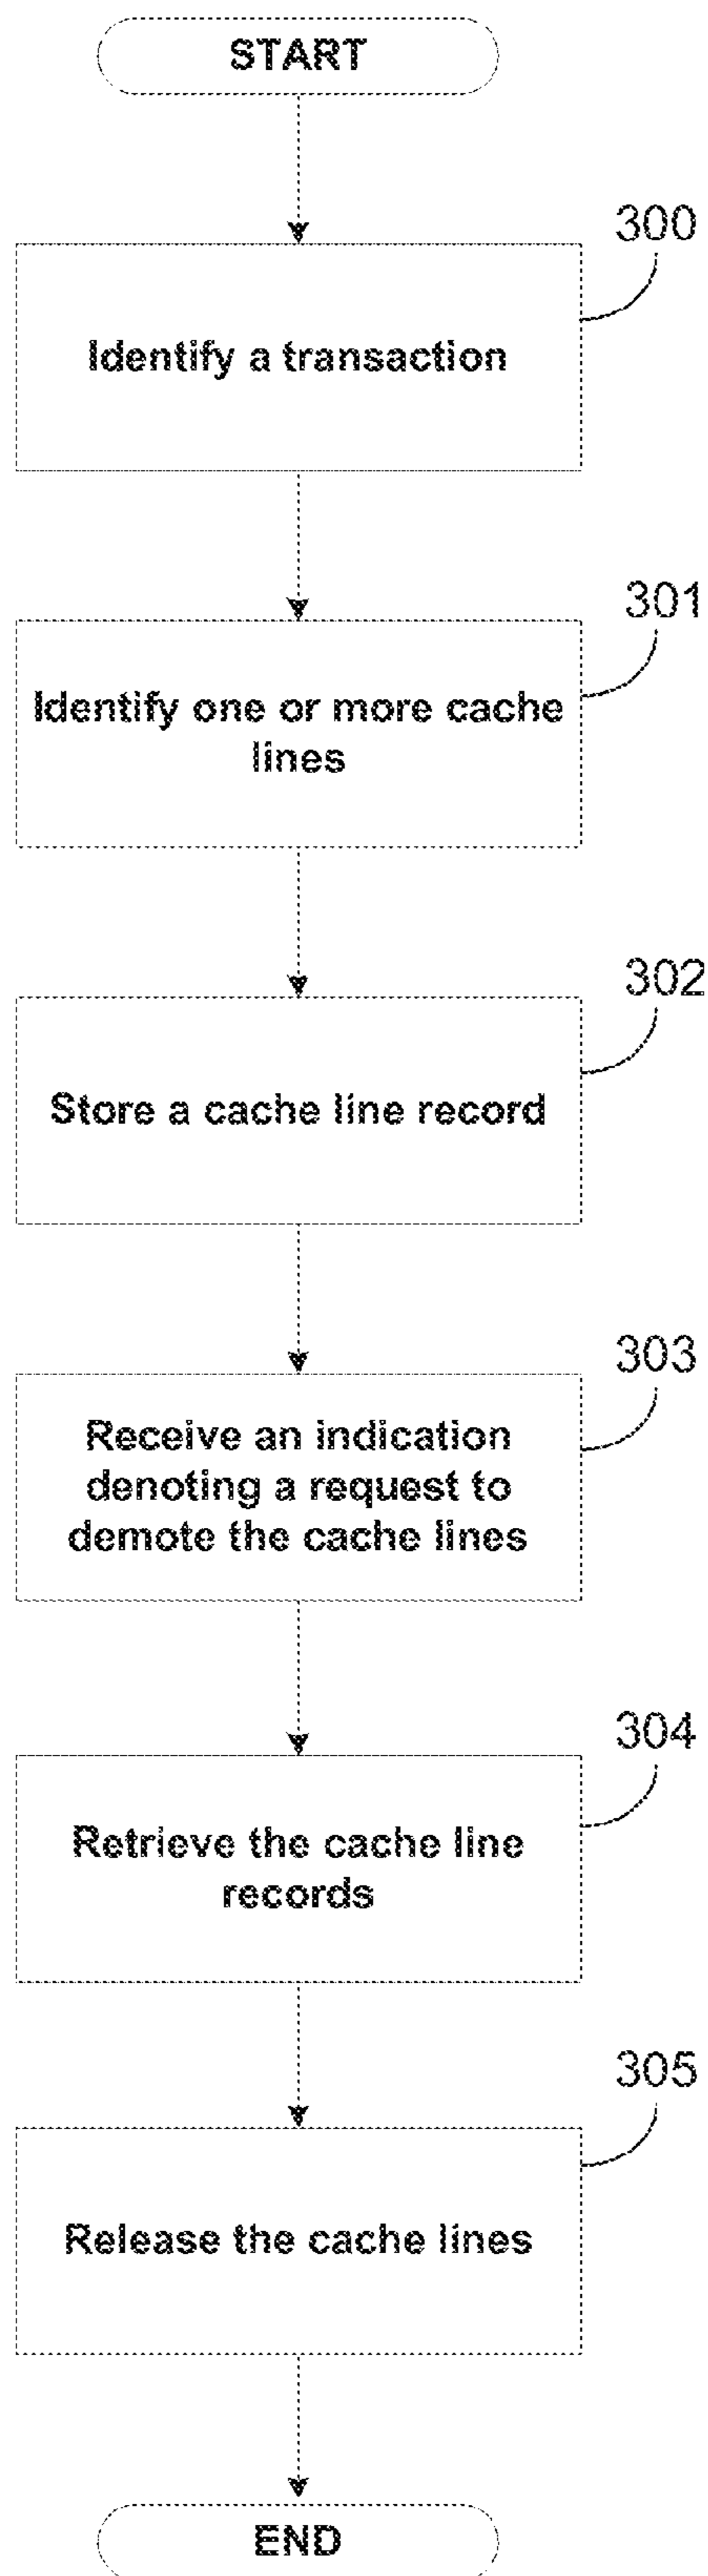 START
300
Identify a transaction
301
Identify one or more cache
lines
302
Store a cache line record
303
Receive an indication
denoting a request to
demote the cache lines
304
Retrieve the cache line
records
305
Release the cache lines
END